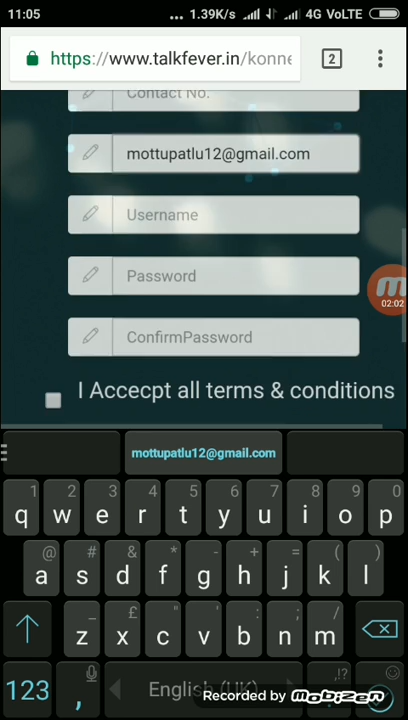 11:05 ... 1.39K/s 4G VoLTE
https://www.talkfever.in/konne
2
Contact No.
mottupatlu12@gmail.com
Username
Password
02:02
ConfirmPassword
I Accecpt all terms & conditions
mottupatlu12@gmail.com
1 2 3 4 5 6 7 8 9 0
q w e r t y u i o p
@ # & * - + = ( )
a s d f g h j k l
_ £ " ' : ; /
z x c v b n m
,!?
123 , English (UK) .
Recorded by mobizen